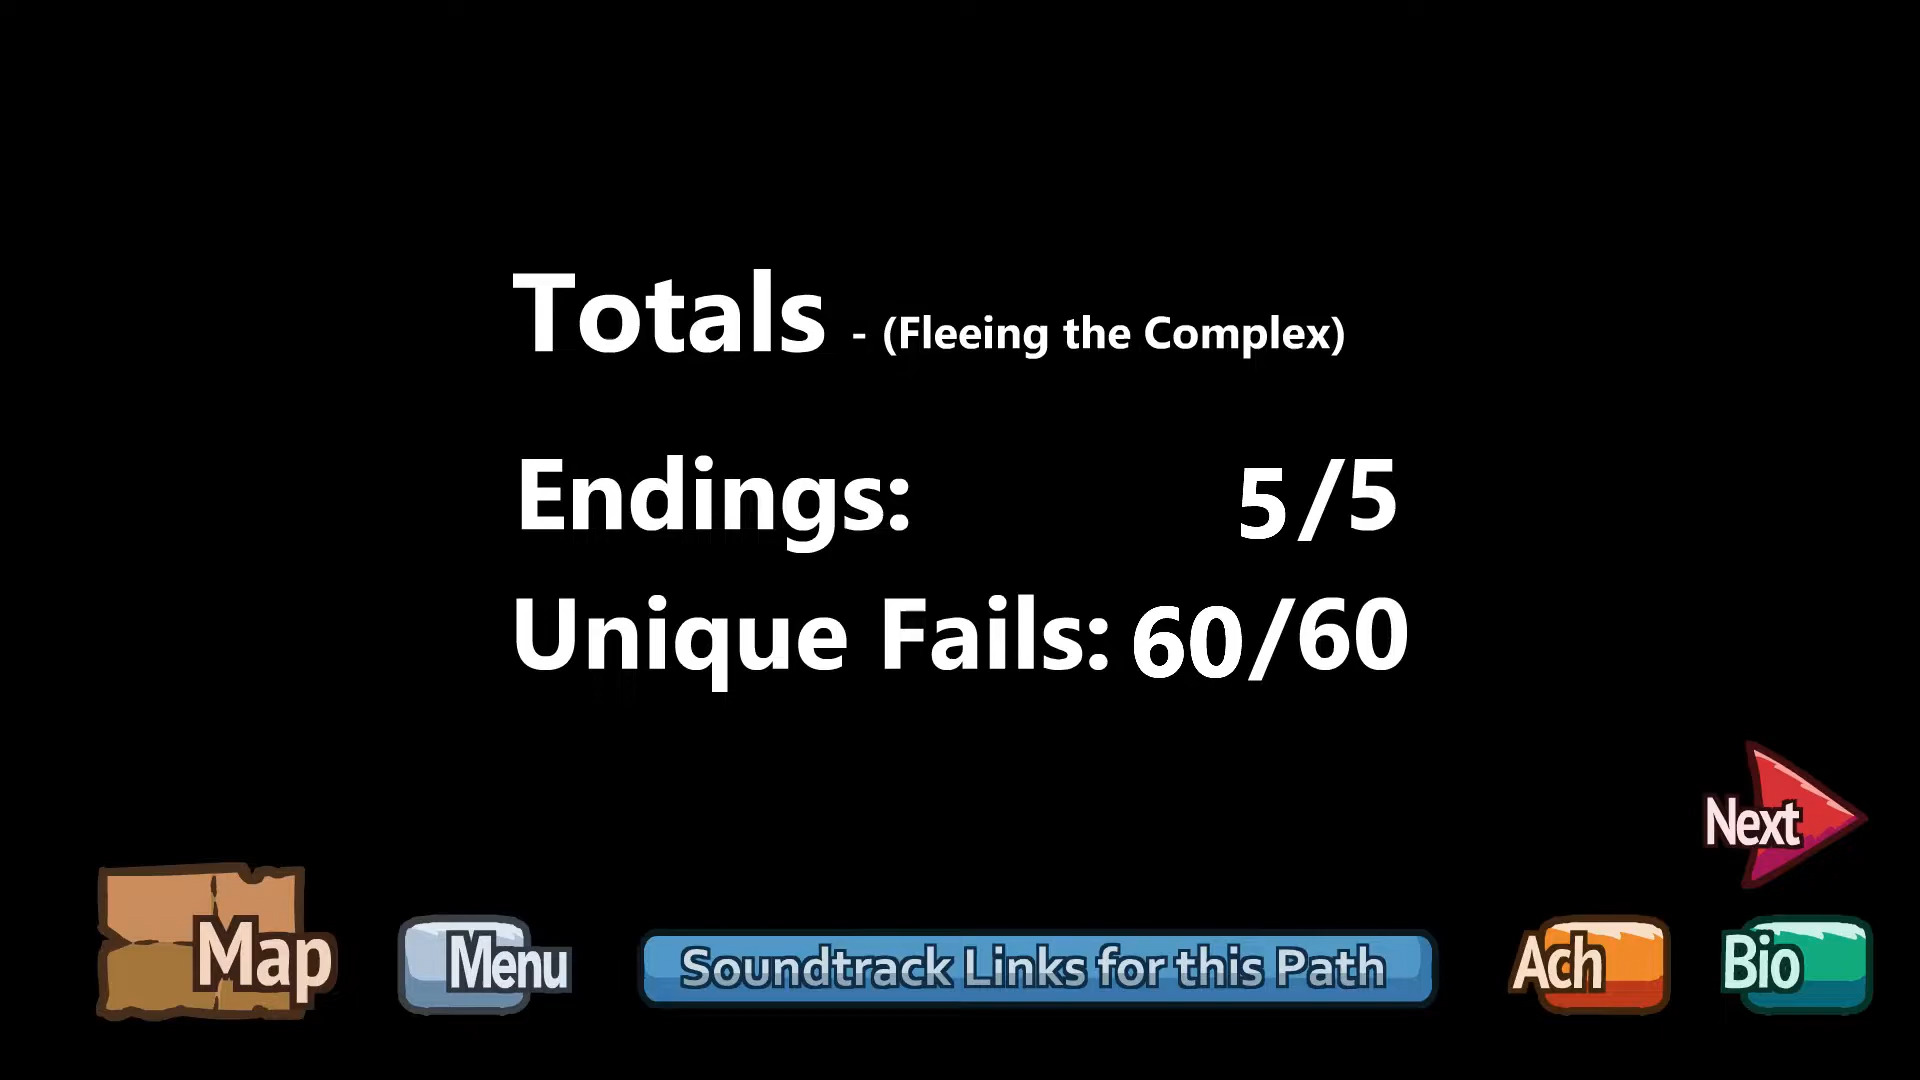 Totals - (Fleeing the Complex)
Endings: 5/5
Unique Fails: 60/60
Next
Map
Menu
Soundtrack Links for this Path
Ach
Bio